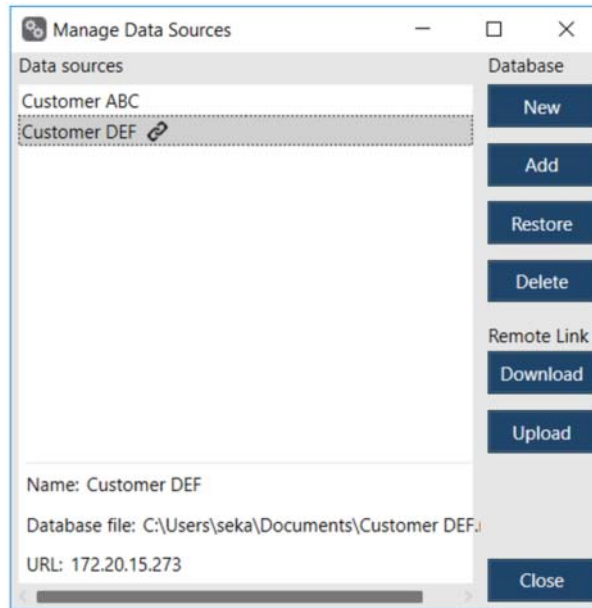 Manage Data Sources
Data sources
Customer ABC
Customer DEF
Name: Customer DEF
Database file: C:\Users\seka\Documents\Customer DEF.
URL: 172.20.15.273
Database
New
Add
Restore
Delete
Remote Link
Download
Upload
Close